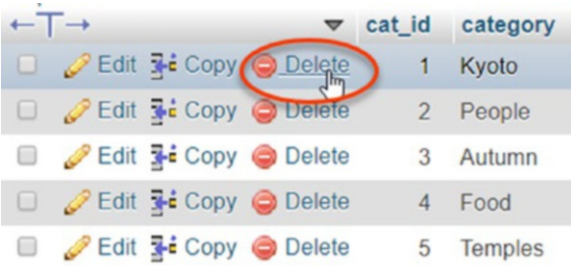 ←T→ cat_id category
Edit Copy Delete 1 Kyoto
Edit Copy Delete 2 People
Edit Copy Delete 3 Autumn
Edit Copy Delete 4 Food
Edit Copy Delete 5 Temples